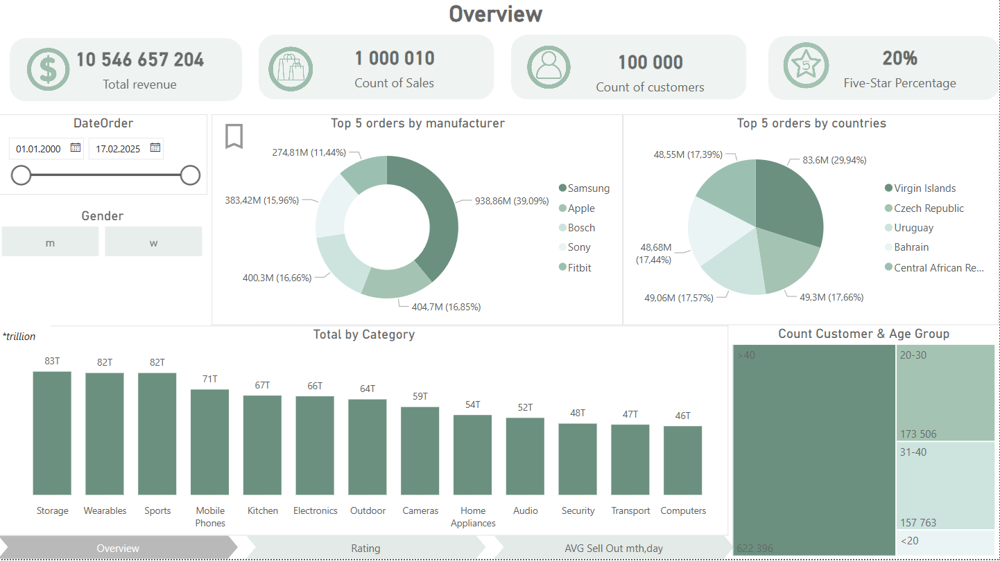 Overview
10 546 657 204
Total revenue
1 000 010
Count of Sales
100 000
Count of customers
5
20%
Five-Star Percentage
DateOrder
01.01.2000
17.02.2025
Gender
m
w
Top 5 orders by manufacturer
274,81M (11,44%)
383,42M (15,96%)
938,86M (39,09%)
400,3M (16,66%)
404,7M (16,85%)
Samsung
Apple
Bosch
Sony
Fitbit
Top 5 orders by countries
48,55M (17,39%)
83,6M (29,94%)
48,68M
(17,44%)
49,06M (17,57%)
49,3M (17,66%)
Virgin Islands
Czech Republic
Uruguay
Bahrain
Central African Re...
*trillion
Total by Category
83T
82T
82T
71T
67T
66T
64T
59T
54T
52T
48T
47T
46T
Storage
Wearables
Sports
Mobile
Phones
Kitchen
Electronics
Outdoor
Cameras
Home
Appliances
Audio
Security
Transport
Computers
Count Customer & Age Group
>40
622 396
20-30
173 506
31-40
157 763
<20
Overview
Rating
AVG Sell Out mth,day